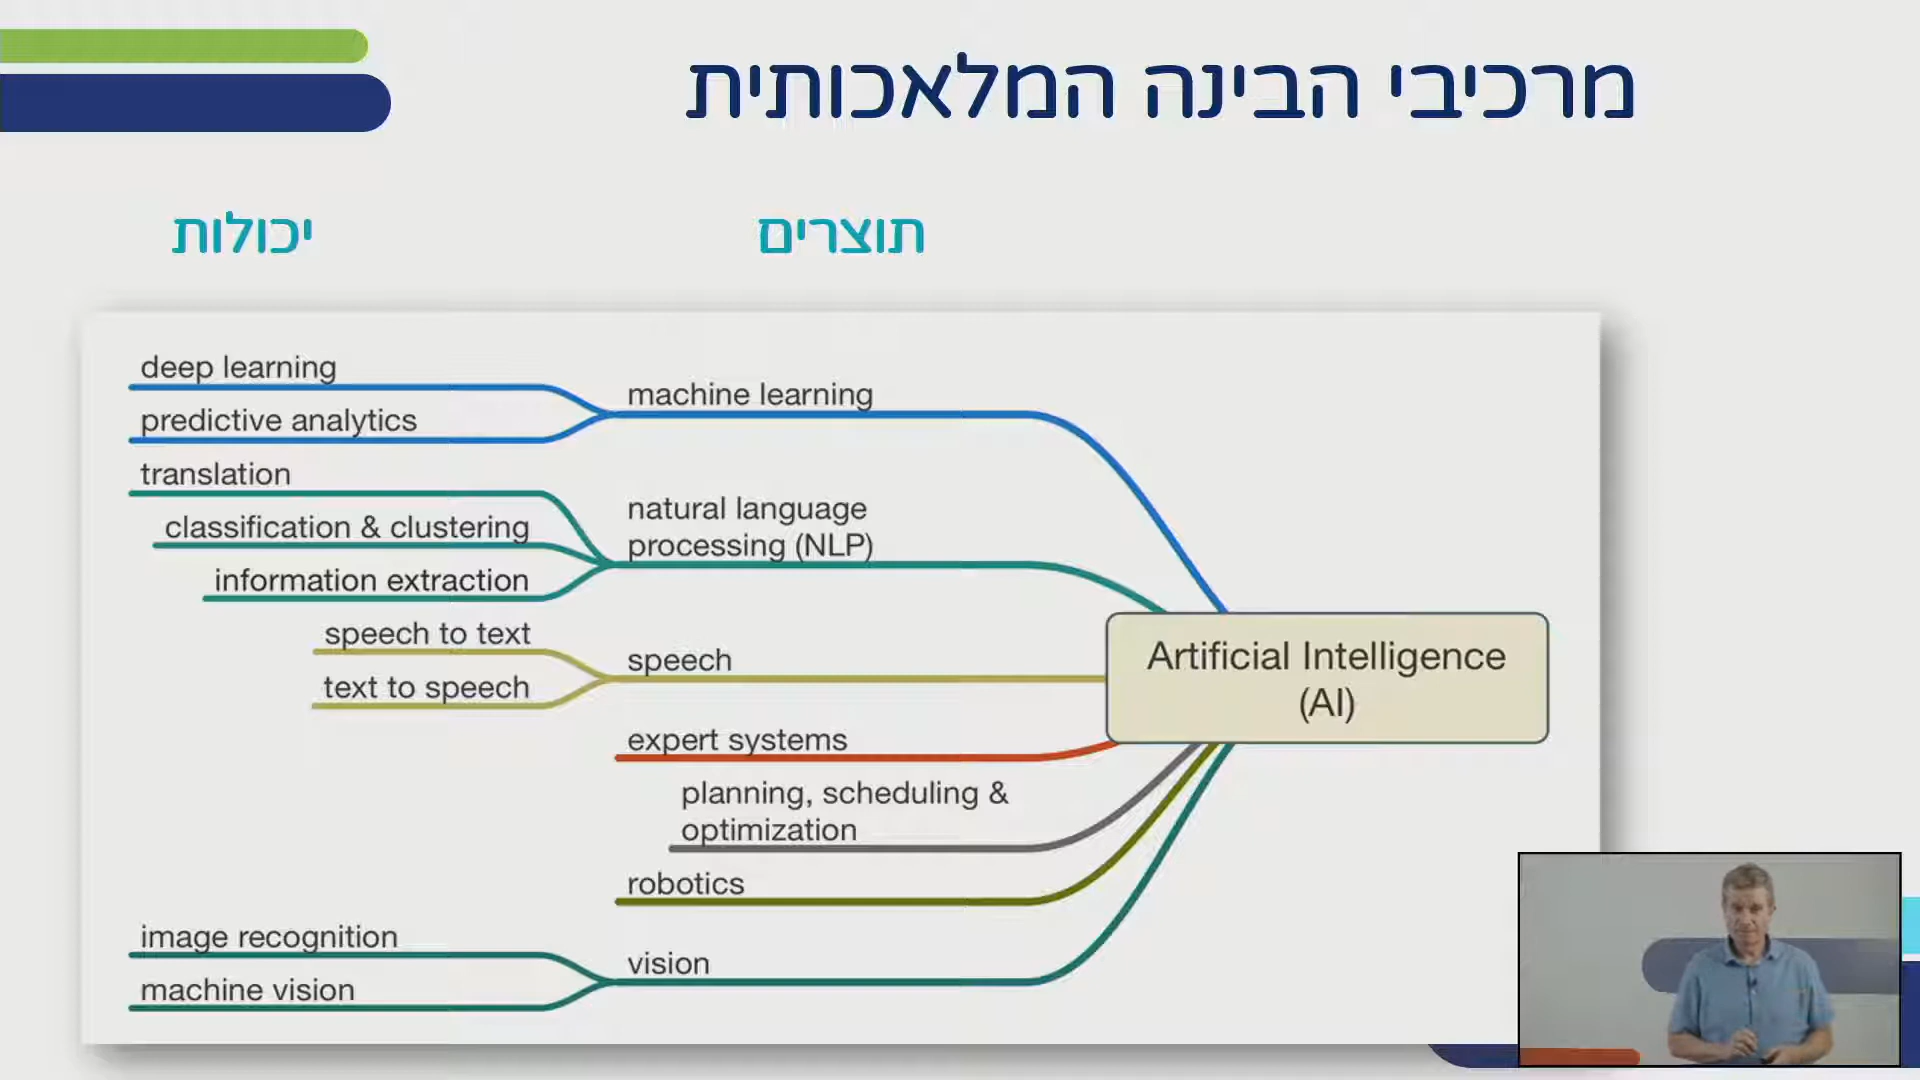 מרכיבי הבינה המלאכותית
תוצרים
יכולות
deep learning
predictive analytics
machine learning
translation
classification & clustering
information extraction
natural language
processing (NLP)
speech to text
text to speech
speech
Artificial Intelligence
(AI)
expert systems
planning, scheduling &
optimization
robotics
image recognition
machine vision
vision